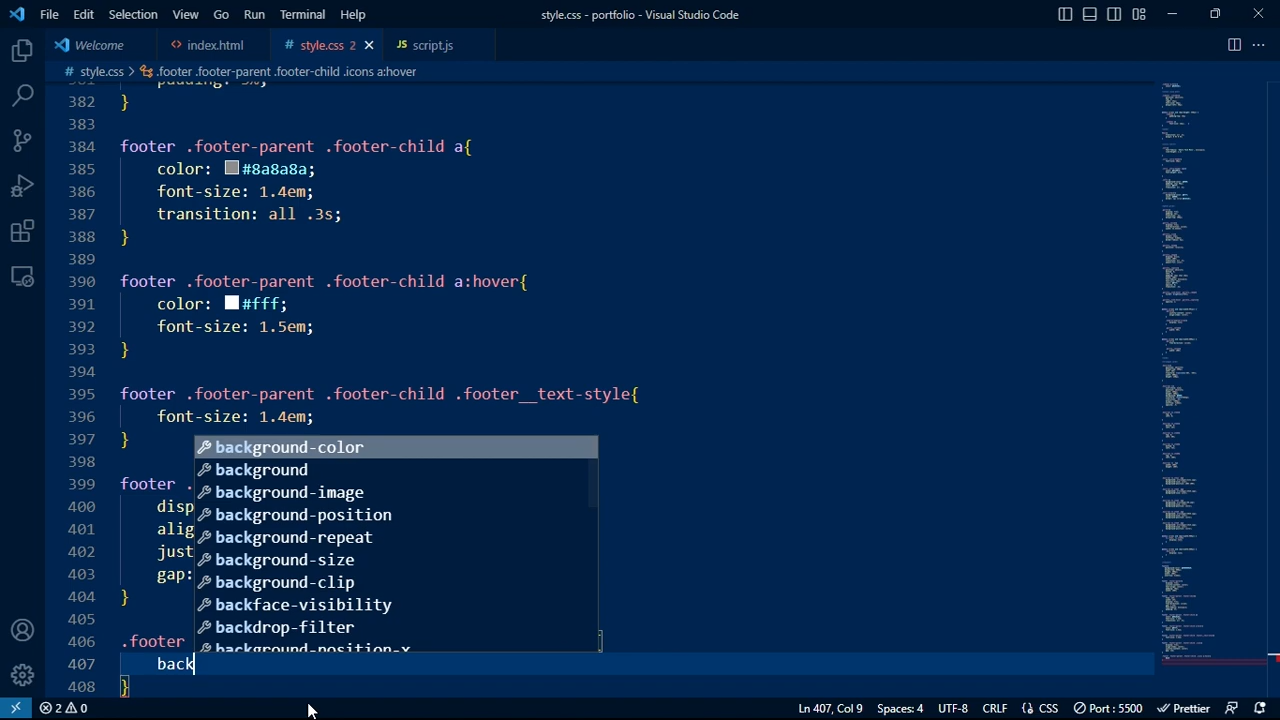 File Edit Selection View Go Run Terminal Help
style.css - portfolio - Visual Studio Code
Welcome
<> index.html
# style.css 2
JS script.js
# style.css > .footer .footer-parent .footer-child .icons a:hover
382 }
383
384 footer .footer-parent .footer-child a{
385 color: #8a8a8a;
386 font-size: 1.4em;
387 transition: all .3s;
388 }
389
390 footer .footer-parent .footer-child a:hover{
391 color: #fff;
392 font-size: 1.5em;
393 }
394
395 footer .footer-parent .footer-child .footer__text-style{
396 font-size: 1.4em;
397 }
398
399 footer .
400 disp
401 alig
402 just
403 gap:
404 }
405
406 .footer
407 back
408 }
background-color
background
background-image
background-position
background-repeat
background-size
background-clip
backface-visibility
backdrop-filter
background-position-x
2 0
Ln 407, Col 9
Spaces: 4
UTF-8
CRLF
CSS
Port : 5500
Prettier